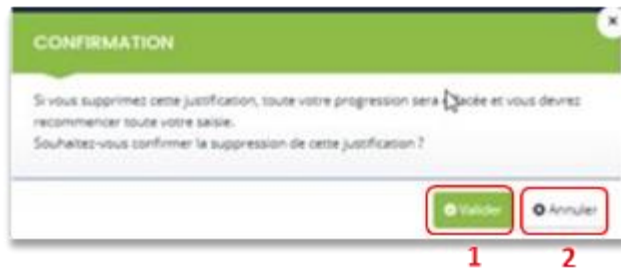 CONFIRMATION
Si vous supprimez cette justification, toute votre progression sera effacée et vous devrez
recommencer toute votre saisie.
Souhaitez-vous confirmer la suppression de cette justification ?
Valider
Annuler
1
2